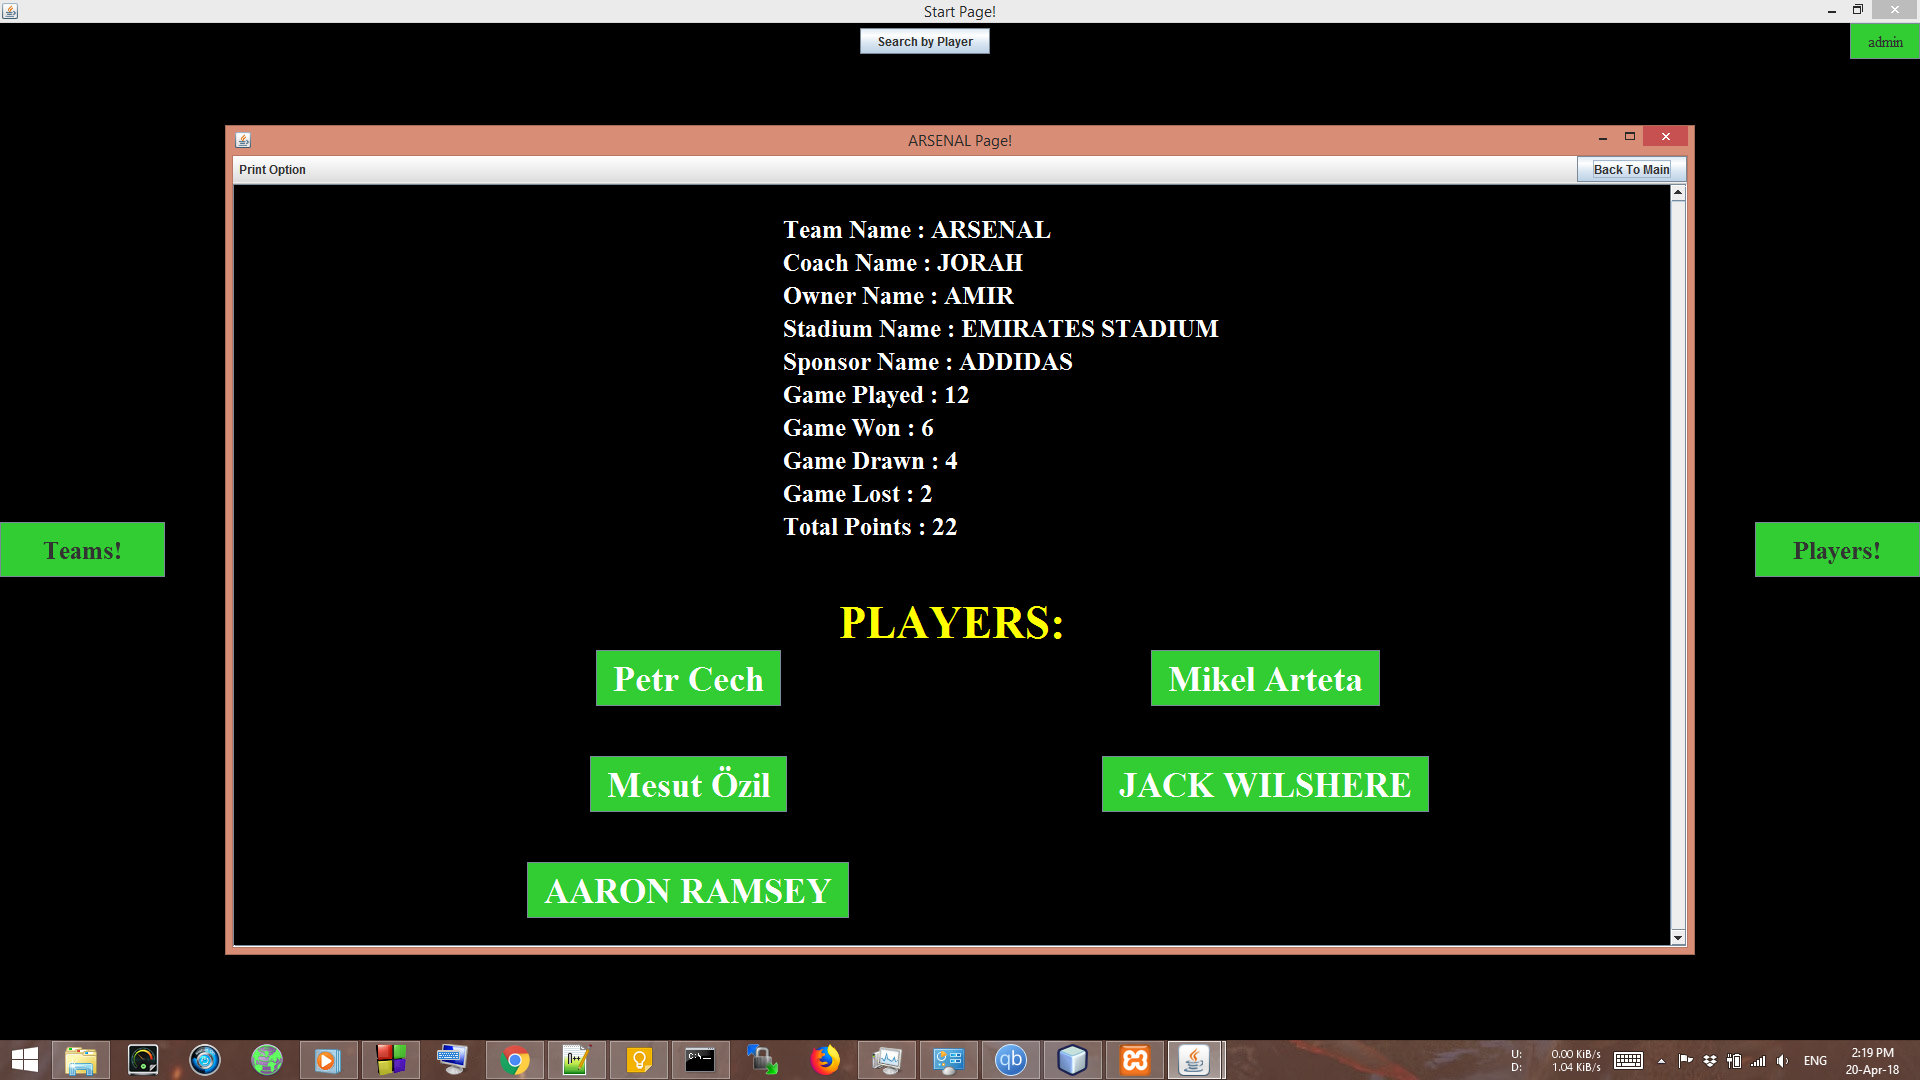 Start Page!
Search by Player
admin
ARSENAL Page!
Print Option
Back To Main
Team Name : ARSENAL
Coach Name : JORAH
Owner Name : AMIR
Stadium Name : EMIRATES STADIUM
Sponsor Name : ADDIDAS
Game Played : 12
Game Won : 6
Game Drawn : 4
Game Lost : 2
Total Points : 22
Teams!
Players!
PLAYERS:
Petr Cech
Mikel Arteta
Mesut Özil
JACK WILSHERE
AARON RAMSEY
U: 0.00 KiB/s
D: 1.04 KiB/s
ENG
2:19 PM
20-Apr-18